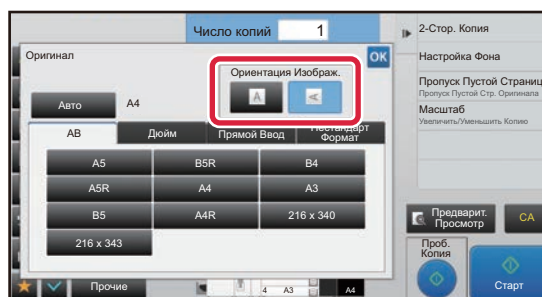 Число копий 1
Оригинал
OK
Ориентация Изображ.
A A
Авто A4
AB Дюйм Прямой Ввод Нестандарт
Формат
A5 B5R B4
A5R A4 A3
B5 A4R 216 x 340
216 x 343
Прочие
4 A3 A4
2-Стор. Копия
Настройка Фона
Пропуск Пустой Страниц
Пропуск Пустой Стр. Оригинала
Масштаб
Увеличить/Уменьшить Копию
Предварит.
Просмотр
CA
Проб.
Копия
Старт